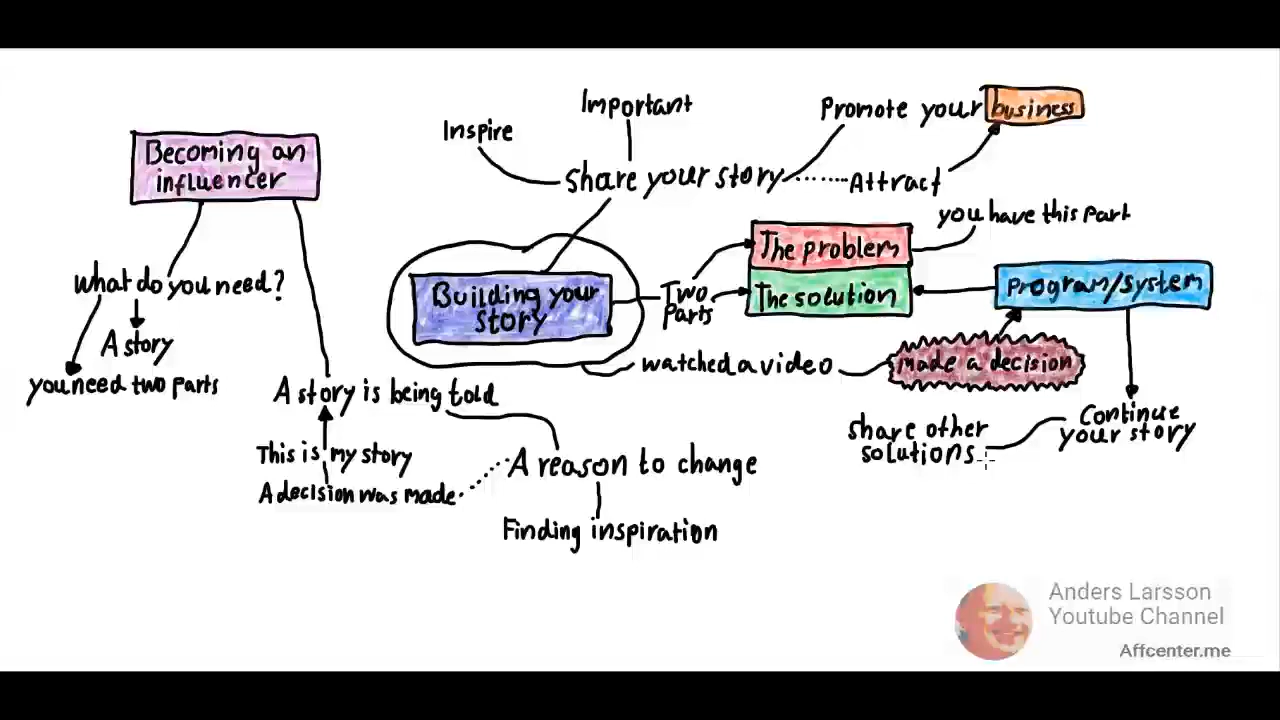 Becoming an
influencer
what do you need?
A story
you need two parts
A story is being told
This is my story
A decision was made
A reason to change
Finding inspiration
Inspire
Important
share your story
Promote your business
Attract
Building your
story
Two
Parts
The problem
The solution
you have this part
Program/system
watched a video
made a decision
Continue
your story
share other
solutions
Anders Larsson
Youtube Channel
Affcenter.me